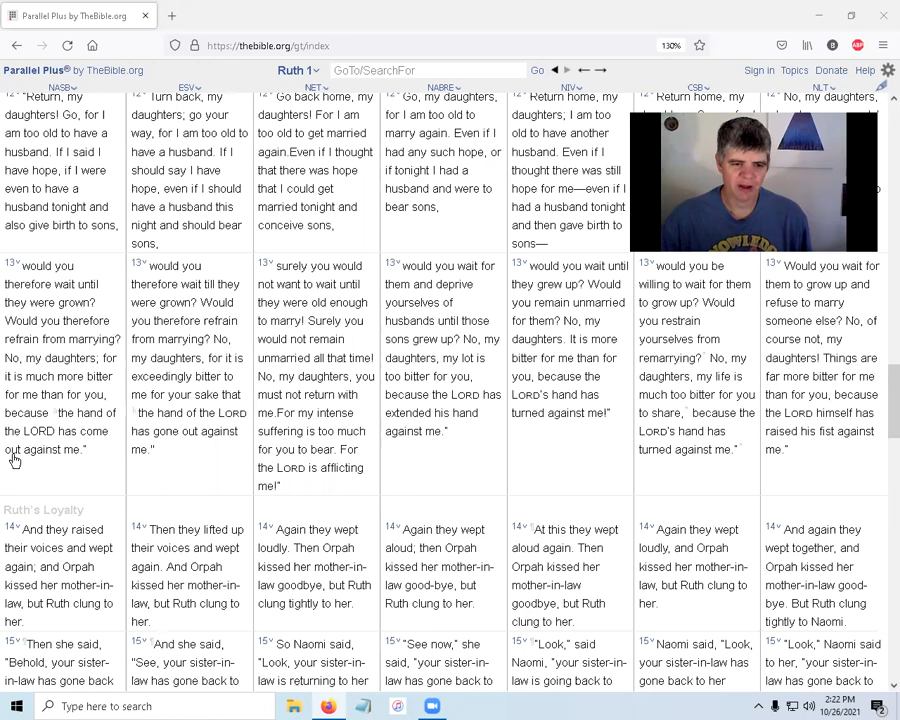 Parallel Plus by TheBible.org
https://thebible.org/gt/index
130%
Parallel Plus® by TheBible.org
Ruth 1
GoTo/SearchFor
Go
Sign in Topics Donate Help
NASB
ESV
NET
NABRE
NIV
CSB
NLT
12 "Return, my
daughters! Go, for I
am too old to have a
husband. If I said I
have hope, if I were
even to have a
husband tonight and
also give birth to sons,
12 Turn back, my
daughters; go your
way, for I am too old to
have a husband. If I
should say I have
hope, even if I should
have a husband this
night and should bear
sons,
12 Go back home, my
daughters! For I am
too old to get married
again.Even if I thought
that there was hope
that I could get
married tonight and
conceive sons,
12 Go, my daughters,
for I am too old to
marry again. Even if I
had any such hope, or
if tonight I had a
husband and were to
bear sons,
12 Return home, my
daughters; I am too
old to have another
husband. Even if I
thought there was still
hope for me—even if I
had a husband tonight
and then gave birth to
sons—
12 Return home, my
12 No, my daughters,
KNOWLEDG
13v would you
therefore wait until
they were grown?
Would you therefore
refrain from marrying?
No, my daughters; for
it is much more bitter
for me than for you,
because the hand of
the LORD has come
out against me."
13v would you
therefore wait till they
were grown? Would
you therefore refrain
from marrying? No,
my daughters, for it is
exceedingly bitter to
me for your sake that
the hand of the LORD
has gone out against
me."
13v surely you would
not want to wait until
they were old enough
to marry! Surely you
would not remain
unmarried all that time!
No, my daughters, you
must not return with
me.For my intense
suffering is too much
for you to bear. For
the LORD is afflicting
me!"
13v would you wait for
them and deprive
yourselves of
husbands until those
sons grew up? No, my
daughters, my lot is
too bitter for you,
because the LORD has
extended his hand
against me."
13v would you wait until
they grew up? Would
you remain unmarried
for them? No, my
daughters. It is more
bitter for me than for
you, because the
LORD's hand has
turned against me!"
13v would you be
willing to wait for them
to grow up? Would
you restrain
yourselves from
remarrying? No, my
daughters, my life is
much too bitter for you
to share, because the
LORD's hand has
turned against me."
13v Would you wait for
them to grow up and
refuse to marry
someone else? No, of
course not, my
daughters! Things are
far more bitter for me
than for you, because
the LORD himself has
raised his fist against
me."
Ruth's Loyalty
14v And they raised
their voices and wept
again; and Orpah
kissed her mother-in-
law, but Ruth clung to
her.
14v Then they lifted up
their voices and wept
again. And Orpah
kissed her mother-in-
law, but Ruth clung to
her.
14v Again they wept
loudly. Then Orpah
kissed her mother-in-
law goodbye, but Ruth
clung tightly to her.
14v Again they wept
aloud; then Orpah
kissed her mother-in-
law good-bye, but
Ruth clung to her.
14v At this they wept
aloud again. Then
Orpah kissed her
mother-in-law
goodbye, but Ruth
clung to her.
14v Again they wept
loudly, and Orpah
kissed her mother-in-
law, but Ruth clung to
her.
14v And again they
wept together, and
Orpah kissed her
mother-in-law good-
bye. But Ruth clung
tightly to Naomi.
15v Then she said,
"Behold, your sister-
in-law has gone back
15v And she said,
"See, your sister-in-
law has gone back to
15v So Naomi said,
"Look, your sister-in-
law is returning to her
15v "See now," she
said, "your sister-in-
law has gone back to
15v "Look," said
Naomi, "your sister-in-
law is going back to
15v Naomi said, "Look,
your sister-in-law has
gone back to her
15v "Look," Naomi said
to her, "your sister-in-
law has gone back to
Type here to search
2:22 PM
10/26/2021
2